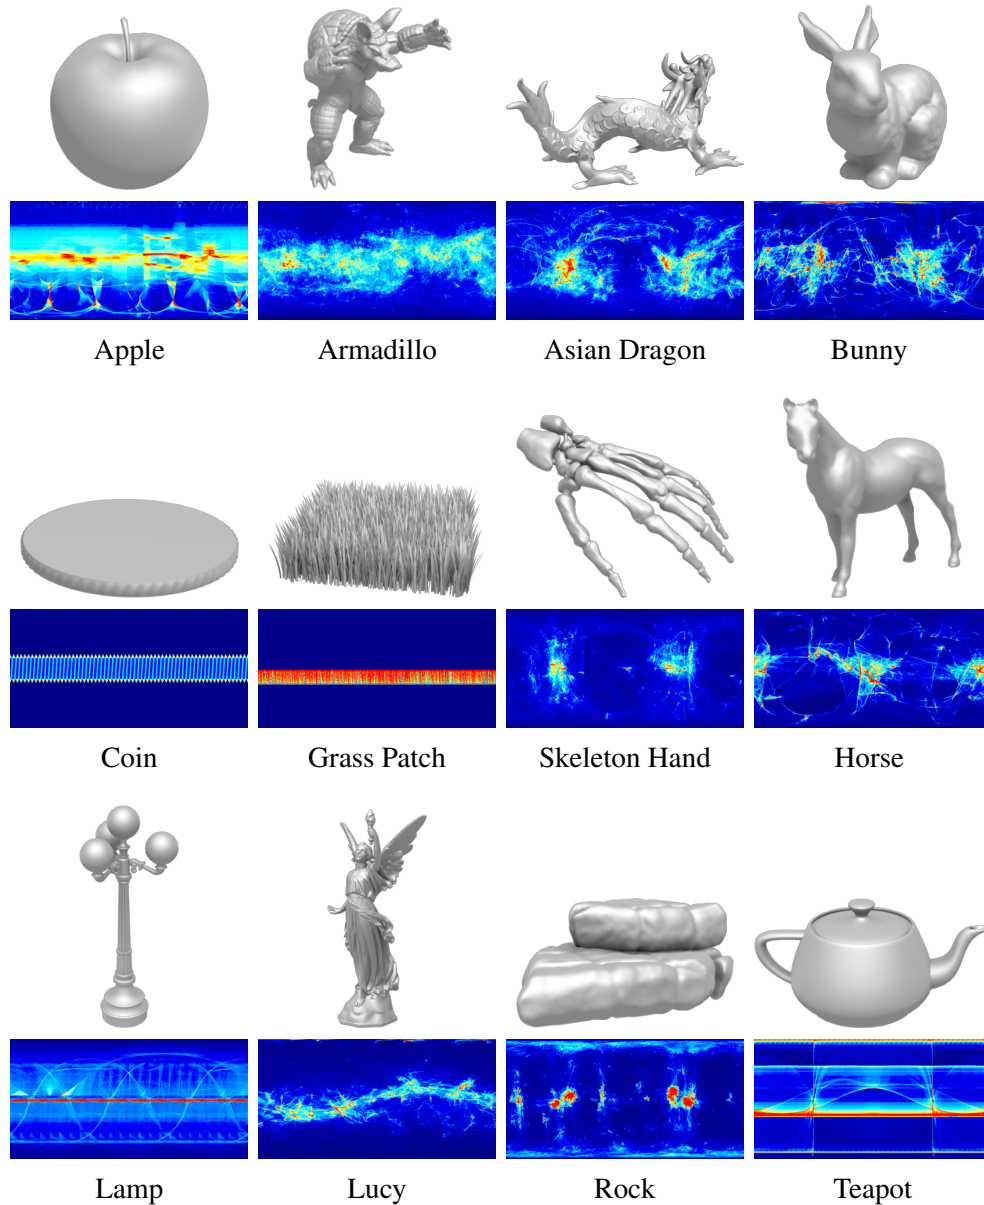 Apple
Armadillo
Asian Dragon
Bunny
Coin
Grass Patch
Skeleton Hand
Horse
Lamp
Lucy
Rock
Teapot